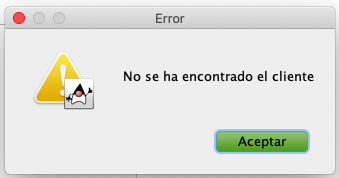 Error
No se ha encontrado el cliente
Aceptar